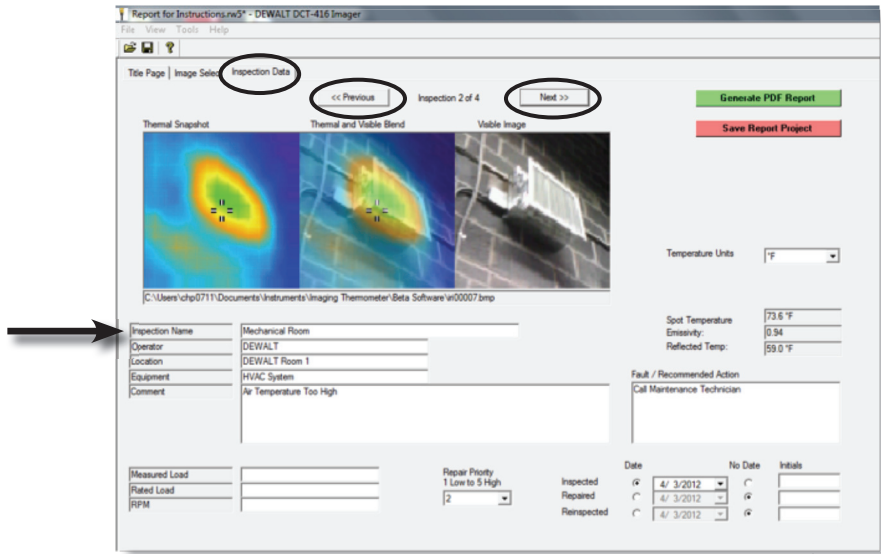 Report for Instructions.rw5* - DEWALT DCT-416 Imager
File View Tools Help
Title Page Image Selec Inspection Data
<< Previous Inspection 2 of 4 Next >>
Generate PDF Report
Save Report Project
Thermal Snapshot Thermal and Visible Blend Visible Image
Temperature Units °F
C:\Users\chp0711\Documents\Instruments\Imaging Thermometer\Beta Software\iri00007.bmp
Spot Temperature 73.6 °F
Emissivity: 0.94
Reflected Temp: 59.0 °F
Inspection Name Mechanical Room
Operator DEWALT
Location DEWALT Room 1
Equipment HVAC System
Comment Air Temperature Too High
Fault / Recommended Action
Call Maintenance Technician
Measured Load
Rated Load
RPM
Repair Priority
1 Low to 5 High
2
Date No Date Initials
Inspected 4/ 3/2012
Repaired 4/ 3/2012
Reinspected 4/ 3/2012